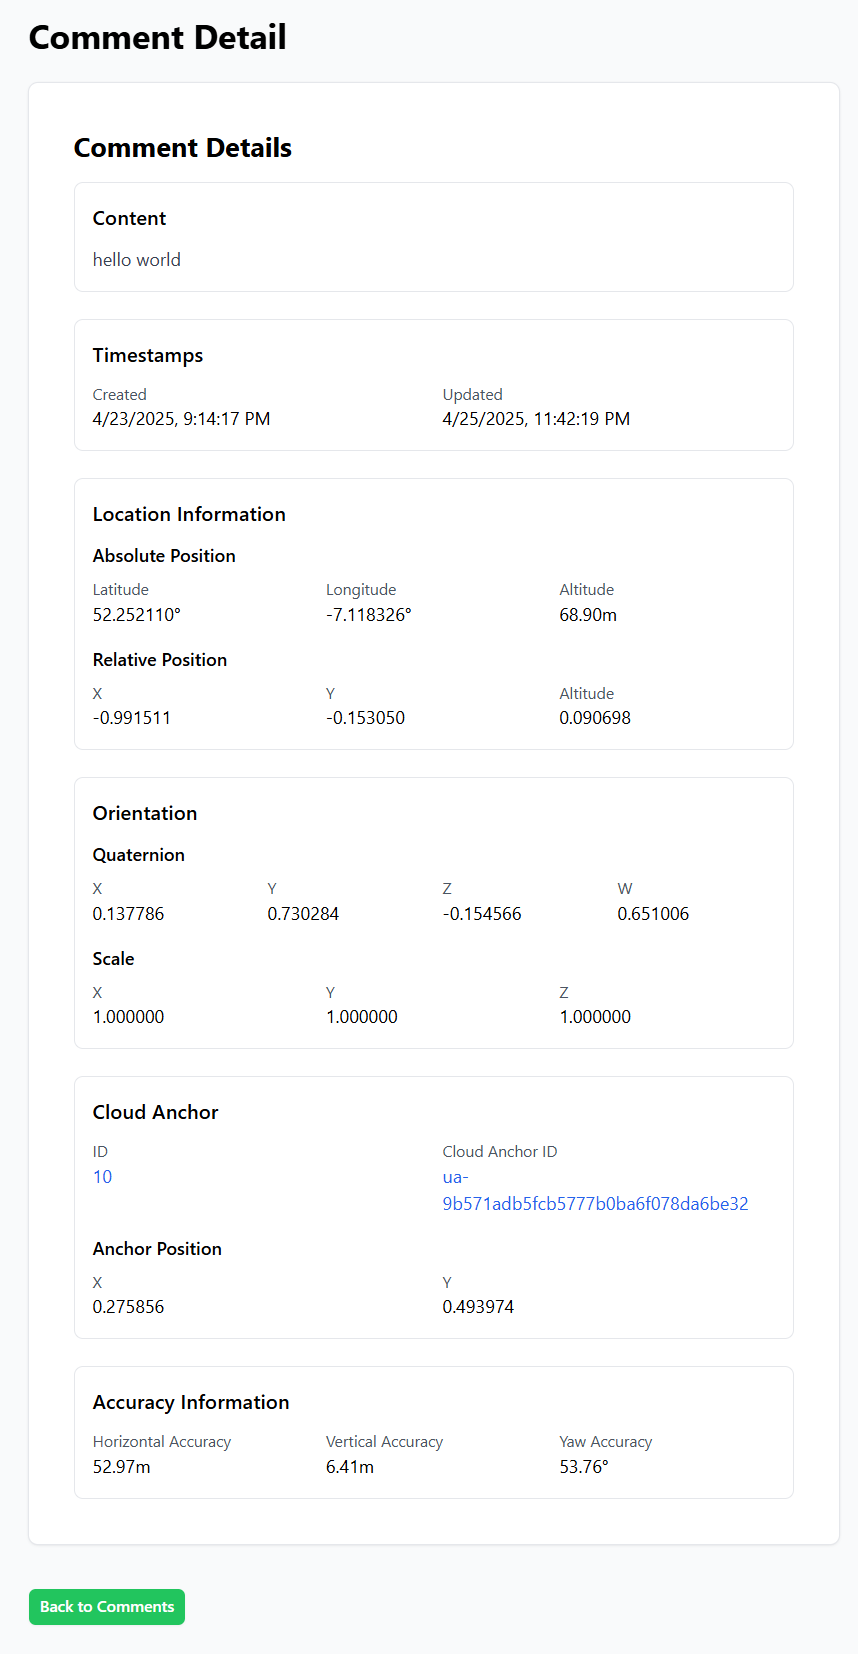 Comment Detail
Comment Details
Content
hello world
Timestamps
Created Updated
4/23/2025, 9:14:17 PM 4/25/2025, 11:42:19 PM
Location Information
Absolute Position
Latitude Longitude Altitude
52.252110° -7.118326° 68.90m
Relative Position
X Y Altitude
-0.991511 -0.153050 0.090698
Orientation
Quaternion
X Y Z W
0.137786 0.730284 -0.154566 0.651006
Scale
X Y Z
1.000000 1.000000 1.000000
Cloud Anchor
ID Cloud Anchor ID
10 ua-
9b571adb5fcb5777b0ba6f078da6be32
Anchor Position
X Y
0.275856 0.493974
Accuracy Information
Horizontal Accuracy Vertical Accuracy Yaw Accuracy
52.97m 6.41m 53.76°
Back to Comments